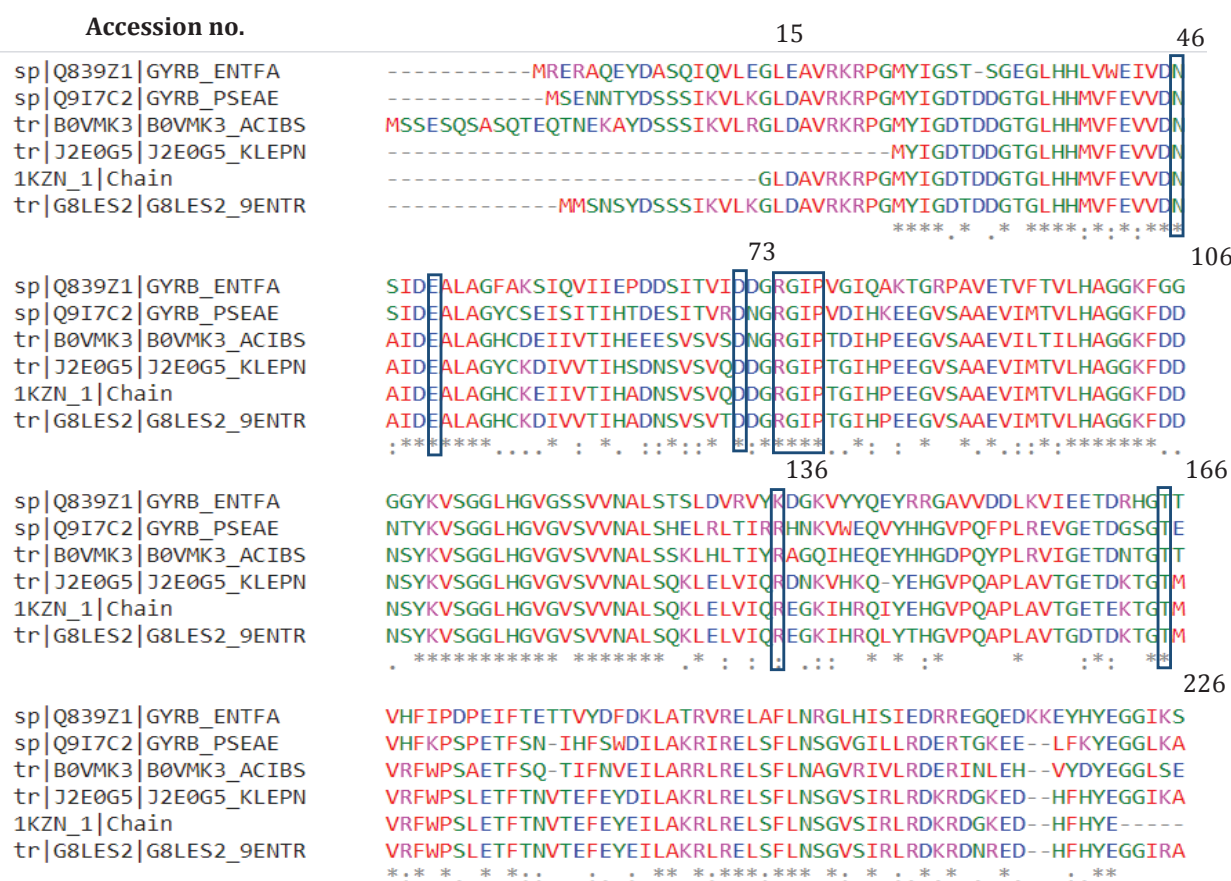 Accession no.
15
46
sp|Q839Z1|GYRB_ENTFA -----------MRERAQEYDASQIQVLEGLEAVRKRPGMYIGST-SGEGLHHLVWEIVDN
sp|Q9I7C2|GYRB_PSEAE ------------MSENNTYDSSSIKVLKGLDAVRKRPGMYIGDTDDGTGLHHMVFEVVDN
tr|B0VMK3|B0VMK3_ACIBS MSSESQSASQTEQTNEKAYDSSSIKVLRGLDAVRKRPGMYIGDTDDGTGLHHMVFEVVDN
tr|J2E0G5|J2E0G5_KLEPN --------------------------------------MYIGDTDDGTGLHHMVFEVVDN
1KZN_1|Chain ----------------------------GLDAVRKRPGMYIGDTDDGTGLHHMVFEVVDN
tr|G8LES2|G8LES2_9ENTR -------------MMSNSYDSSSIKVLKGLDAVRKRPGMYIGDTDDGTGLHHMVFEVVDN
****.* .* ****:*:*:***
73
106
sp|Q839Z1|GYRB_ENTFA SIDEALAGFAKSIQVIIEPDDSITVIDDGRGIPVGIQAKTGRPAVETVFTVLHAGGKFGG
sp|Q9I7C2|GYRB_PSEAE SIDEALAGYCSEISITIHTDESITVRDNGRGIPVDIHKEEGVSAAEVIMTVLHAGGKFDD
tr|B0VMK3|B0VMK3_ACIBS AIDEALAGHCDEIIVTIHEEESVSVSDNGRGIPTDIHPEEGVSAAEVILTILHAGGKFDD
tr|J2E0G5|J2E0G5_KLEPN AIDEALAGYCKDIVVTIHSDNSVSVQDDGRGIPTGIHPEEGVSAAEVIMTVLHAGGKFDD
1KZN_1|Chain AIDEALAGHCKEIIVTIHADNSVSVQDDGRGIPTGIHPEEGVSAAEVIMTVLHAGGKFDD
tr|G8LES2|G8LES2_9ENTR AIDEALAGHCKDIVVTIHADNSVSVTDDGRGIPTGIHPEEGVSAAEVIMTVLHAGGKFDD
:*******....* : *. ::*::* *:*****..*: : * *.*.::*:*******..
136
166
sp|Q839Z1|GYRB_ENTFA GGYKVSGGLHGVGSSVVNALSTSLDVRVYKDGKVYYQEYRRGAVVDDLKVIEETDRHGTT
sp|Q9I7C2|GYRB_PSEAE NTYKVSGGLHGVGVSVVNALSHELRLTIRRHNKVWEQVYHHGVPQFPLREVGETDGSGTE
tr|B0VMK3|B0VMK3_ACIBS NSYKVSGGLHGVGVSVVNALSSKLHLTIYRAGQIHEQEYHHGDPQYPLRVIGETDNTGTT
tr|J2E0G5|J2E0G5_KLEPN NSYKVSGGLHGVGVSVVNALSQKLELVIQRDNKVHKQ-YEHGVPQAPLAVTGETDKTGTM
1KZN_1|Chain NSYKVSGGLHGVGVSVVNALSQKLELVIQREGKIHRQIYEHGVPQAPLAVTGETEKTGTM
tr|G8LES2|G8LES2_9ENTR NSYKVSGGLHGVGVSVVNALSQKLELVIQREGKIHRQLYTHGVPQAPLAVTGDTDKTGTM
. *********** ******* .* : : : .:: * * :* * :*: **
226
sp|Q839Z1|GYRB_ENTFA VHFIPDPEIFTETTVYDFDKLATRVRELAFLNRGLHISIEDRREGQEDKKEYHYEGGIKS
sp|Q9I7C2|GYRB_PSEAE VHFKPSPETFSN-IHFSWDILAKRIRELSFLNSGVGILLRDERTGKEE--LFKYEGGLKA
tr|B0VMK3|B0VMK3_ACIBS VRFWPSAETFSQ-TIFNVEILARRLRELSFLNAGVRIVLRDERINLEH--VYDYEGGLSE
tr|J2E0G5|J2E0G5_KLEPN VRFWPSLETFTNVTEFEYDILAKRLRELSFLNSGVSIRLRDKRDGKED--HFHYEGGIKA
1KZN_1|Chain VRFWPSLETFTNVTEFEYEILAKRLRELSFLNSGVSIRLRDKRDGKED--HFHYE-----
tr|G8LES2|G8LES2_9ENTR VRFWPSLETFTNVTEFEYEILAKRLRELSFLNSGVSIRLRDKRDNRED--HFHYEGGIRA